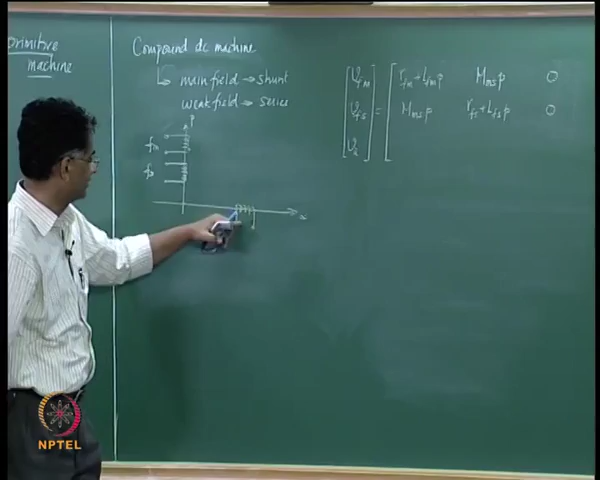 primitive
machine
Compound dc machine
↳ main field → shunt
weak field → series
β
fm
fs
α
v_fm
v_fs
v_a
=
r_fm + L_fm p   M_ms p   0
M_ms p   r_fs + L_fs p   0
NPTEL